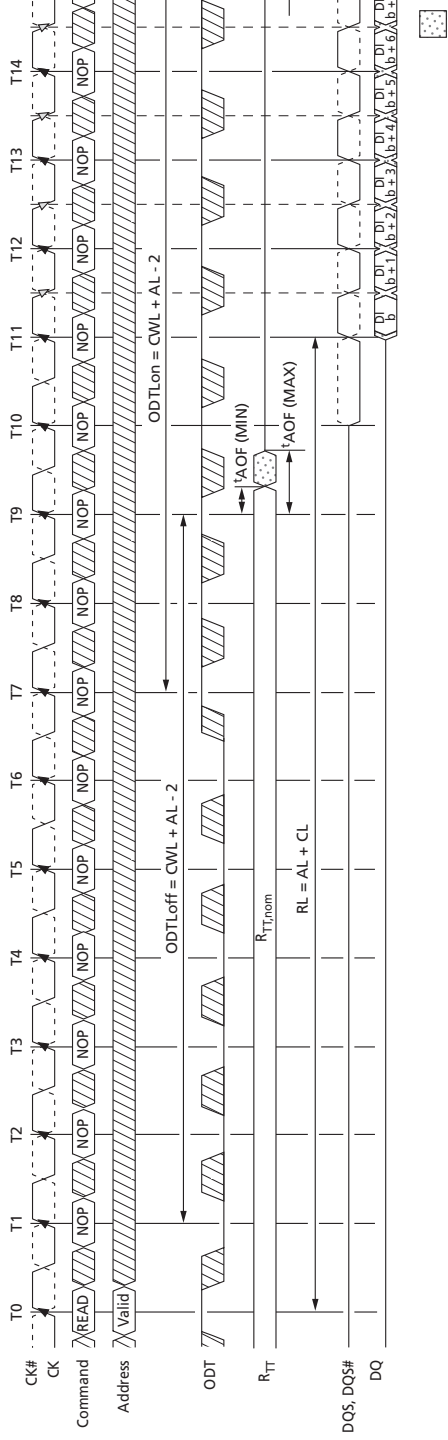 T0 T1 T2 T3 T4 T5 T6 T7 T8 T9 T10 T11 T12 T13 T14
CK#
CK
Command READ NOP NOP NOP NOP NOP NOP NOP NOP NOP NOP NOP NOP NOP NOP
Address Valid
ODTLon = CWL + AL - 2
ODTLoff = CWL + AL - 2
ODT
tAOF (MIN)
RTT RTT,nom
tAOF (MAX)
RL = AL + CL
DQS, DQS#
DI DI DI DI DI DI DI DI
DQ b b + 1 b + 2 b + 3 b + 4 b + 5 b + 6 b +